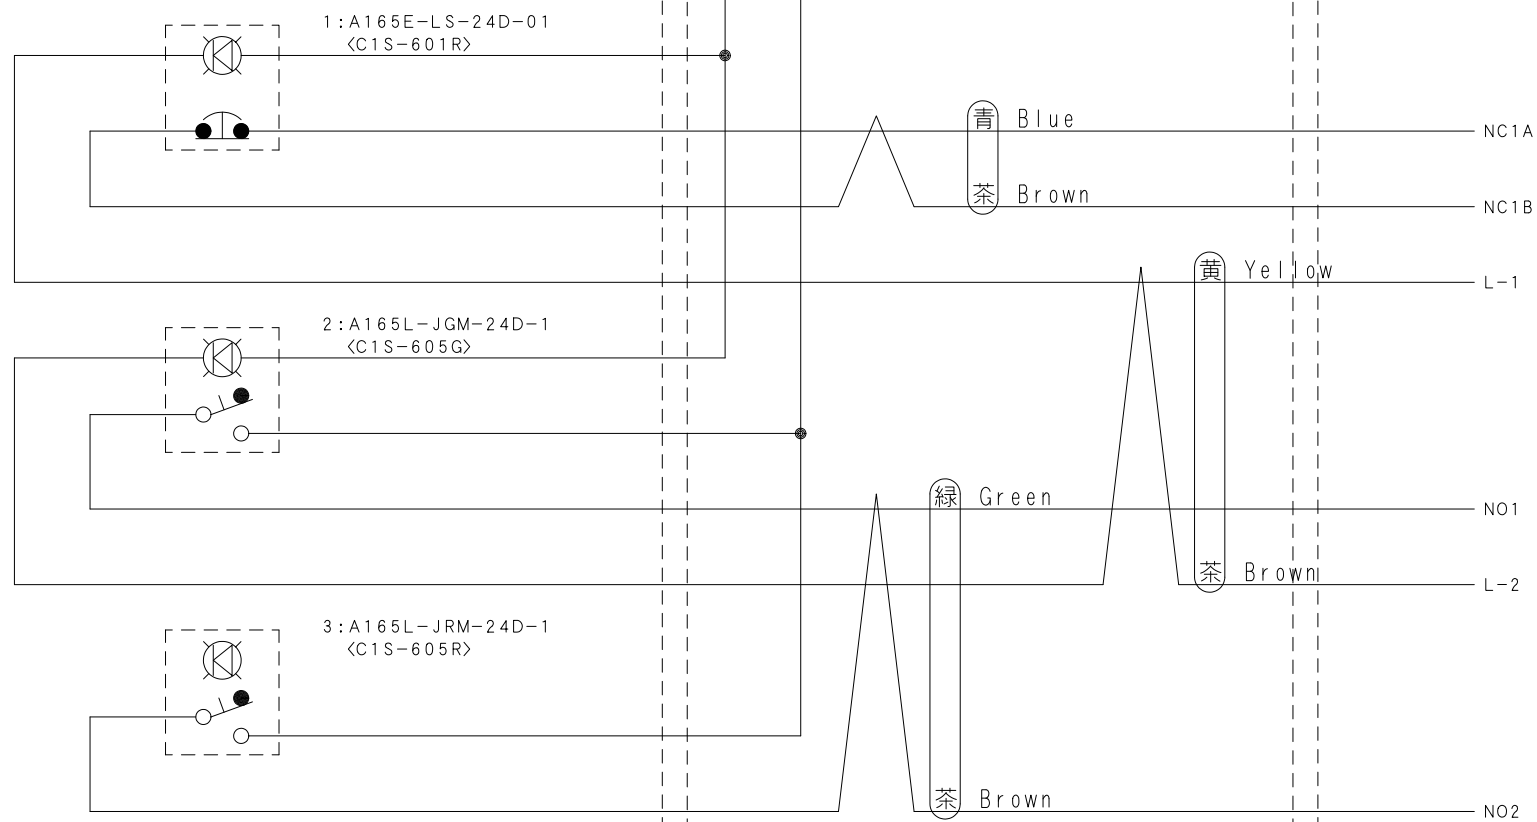 1:A165E-LS-24D-01
<C1S-601R>
青 Blue
NC1A
茶 Brown
NC1B
黄 Yellow
L-1
2:A165L-JGM-24D-1
<C1S-605G>
緑 Green
NO1
茶 Brown
L-2
3:A165L-JRM-24D-1
<C1S-605R>
茶 Brown
NO2